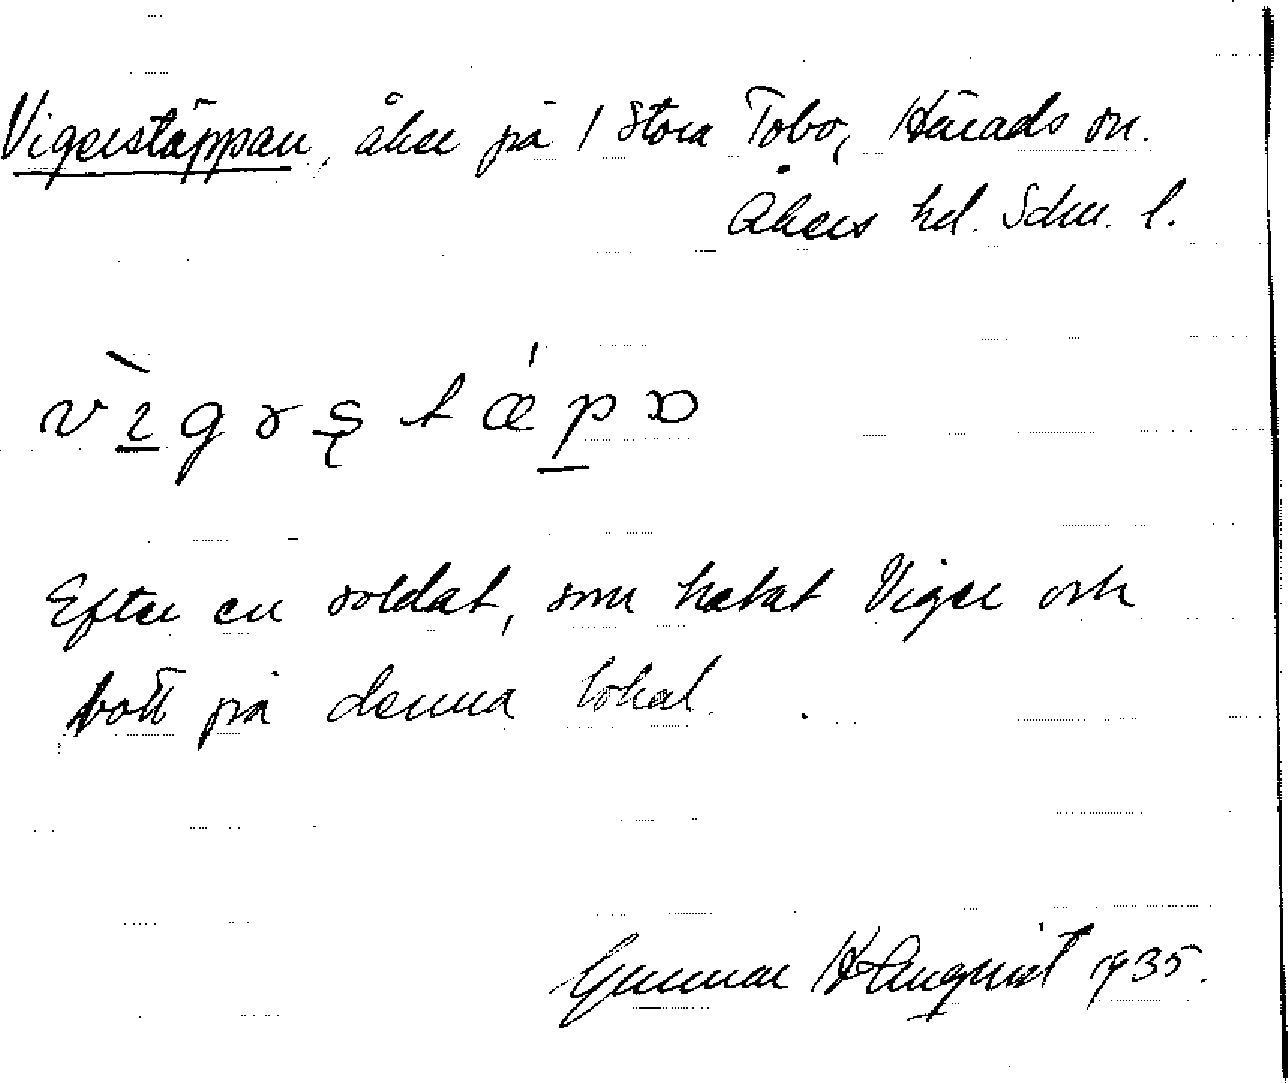 Vigerstäppan, åker på 1 Stora Tobo, Härads sn.
Åkers hd. Sdm. l.
Efter en soldat, som hetat Viger och
bott på denna lokal.
Gunnar 1935.